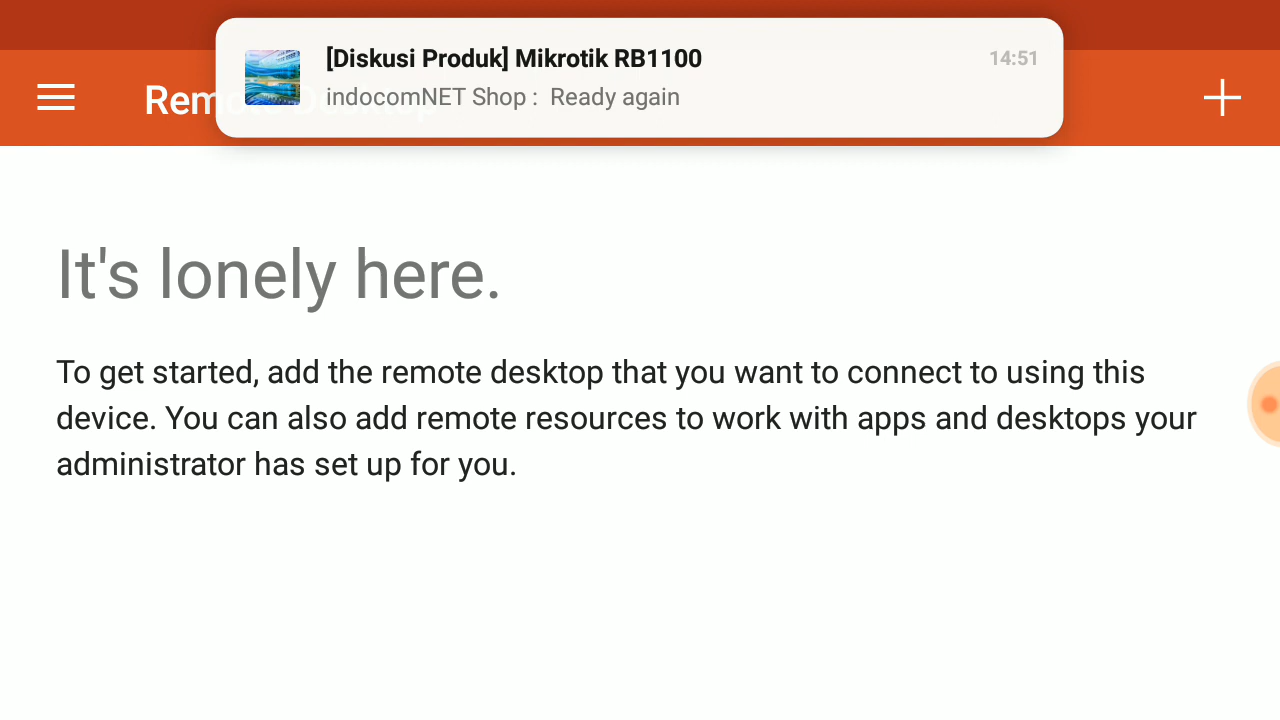 [Diskusi Produk] Mikrotik RB1100
14:51
indocomNET Shop : Ready again
Remote Desktop
It's lonely here.
To get started, add the remote desktop that you want to connect to using this
device. You can also add remote resources to work with apps and desktops your
administrator has set up for you.